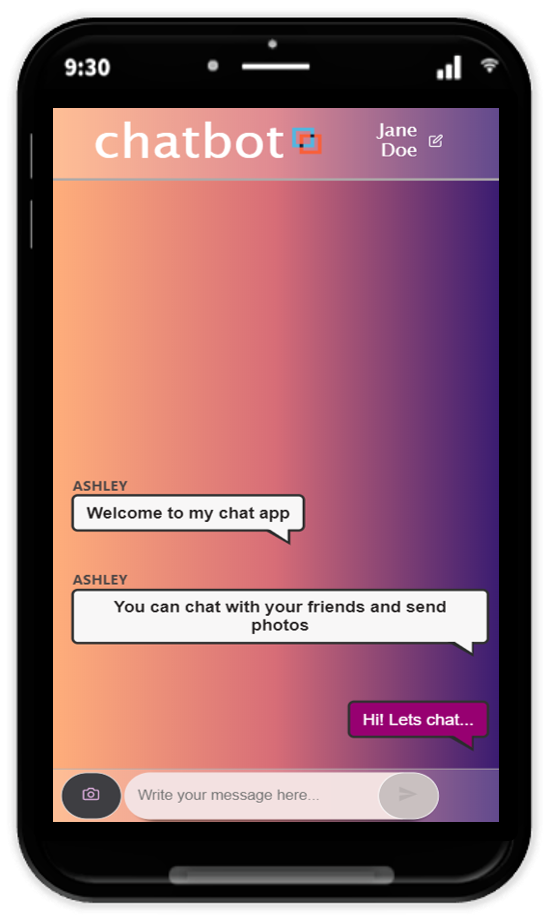 9:30
chatbot
Jane
Doe
ASHLEY
Welcome to my chat app
ASHLEY
You can chat with your friends and send
photos
Hi! Lets chat...
Write your message here...